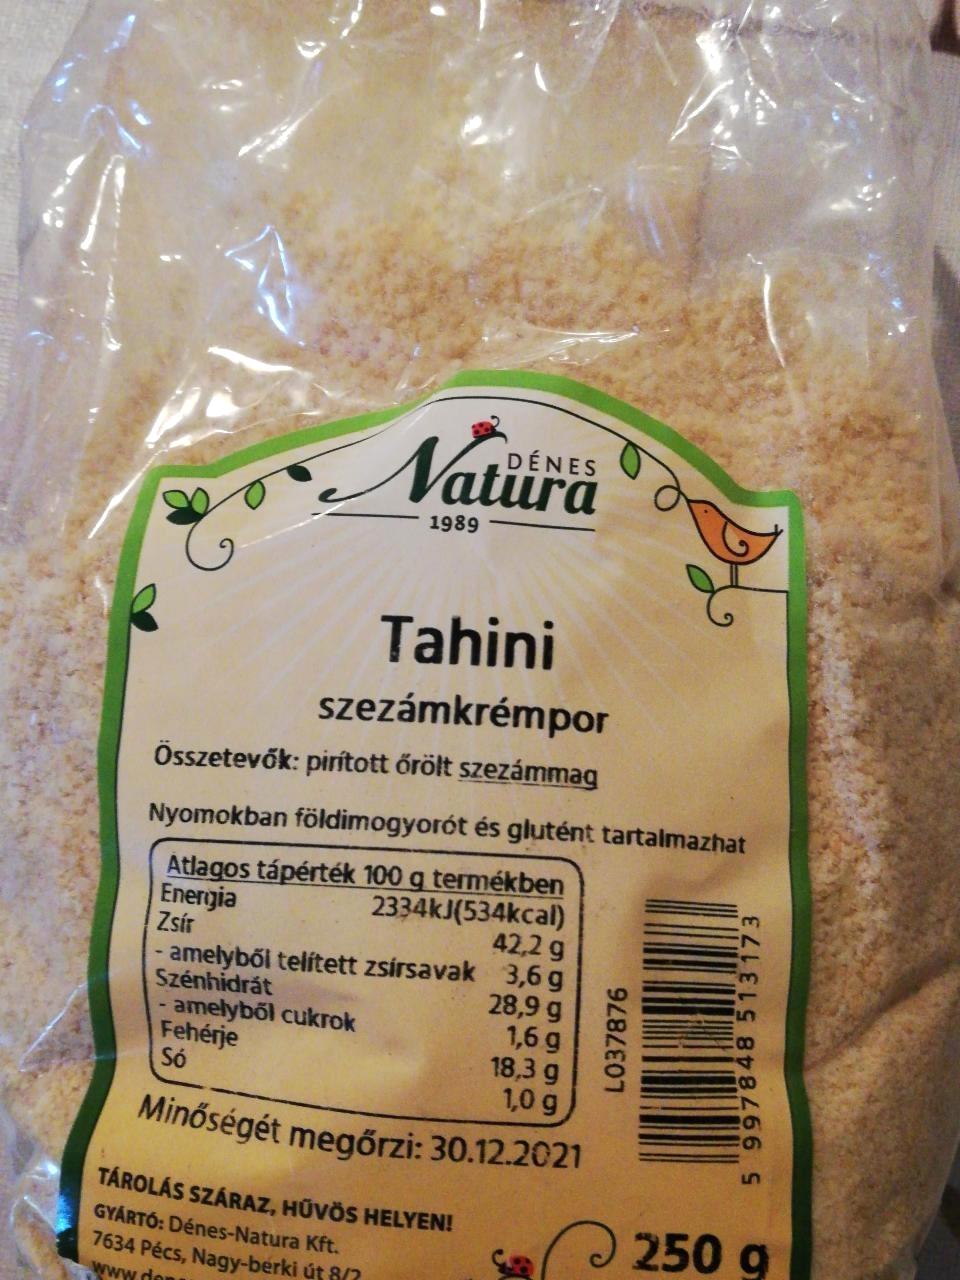 DÉNES
Natura
1989
Tahini
szezámkrémpor
Összetevők: pirított őrölt szezámmag
Nyomokban földimogyorót és glutént tartalmazhat
Átlagos tápérték 100 g termékben
Energia 2334kJ(534kcal)
Zsír 42,2 g
- amelyből telített zsírsavak 3,6 g
Szénhidrát 28,9 g
- amelyből cukrok 1,6 g
Fehérje 18,3 g
Só 1,0 g
L037876
5 997848 513173
Minőségét megőrzi: 30.12.2021
TÁROLÁS SZÁRAZ, HŰVÖS HELYEN!
GYÁRTÓ: Dénes-Natura Kft.
7634 Pécs, Nagy-berki út 8/2
250 g